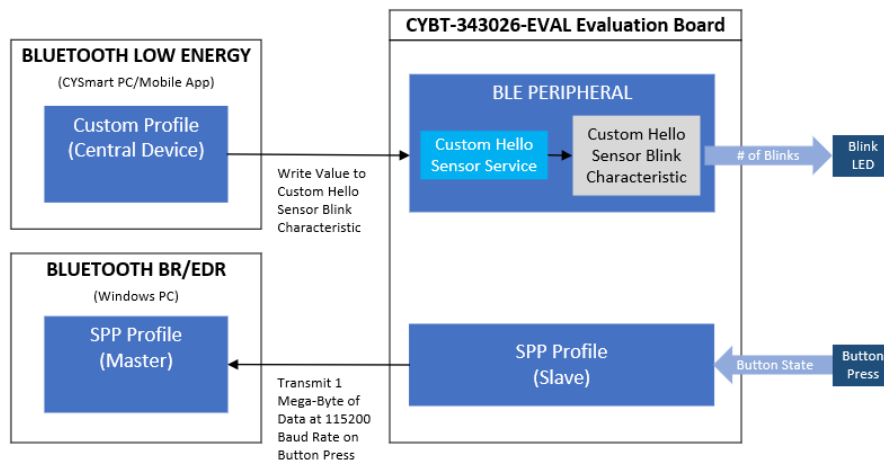 CYBT-343026-EVAL Evaluation Board
BLUETOOTH LOW ENERGY
(CYSmart PC/Mobile App)
Custom Profile
(Central Device)
Write Value to
Custom Hello
Sensor Blink
Characteristic
BLE PERIPHERAL
Custom Hello
Sensor Service
Custom Hello
Sensor Blink
Characteristic
# of Blinks
Blink
LED
BLUETOOTH BR/EDR
(Windows PC)
SPP Profile
(Master)
Transmit 1
Mega-Byte of
Data at 115200
Baud Rate on
Button Press
SPP Profile
(Slave)
Button State
Button
Press